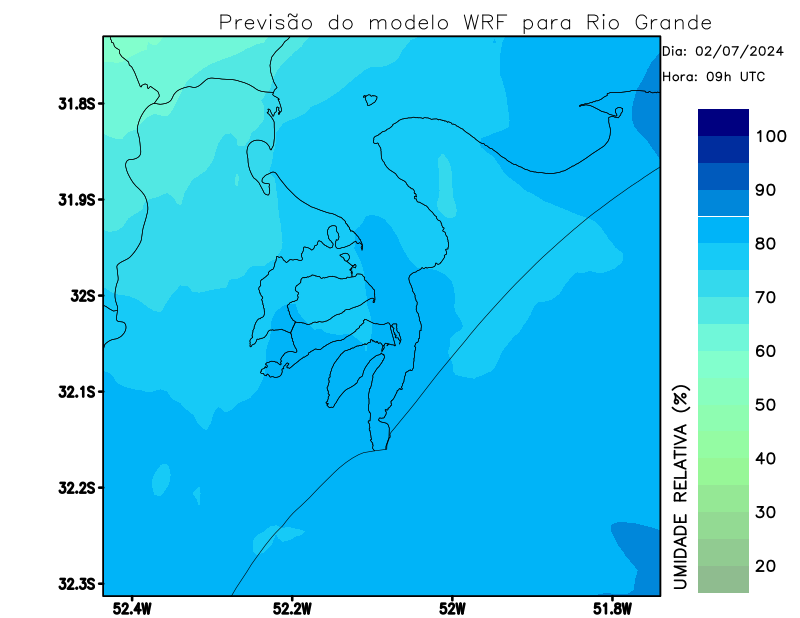 Previsão do modelo WRF para Rio Grande
Dia: 02/07/2024
Hora: 09h UTC
31.8S
31.9S
32S
32.1S
32.2S
32.3S
52.4W
52.2W
52W
51.8W
100
90
80
70
60
50
40
30
20
UMIDADE RELATIVA (%)